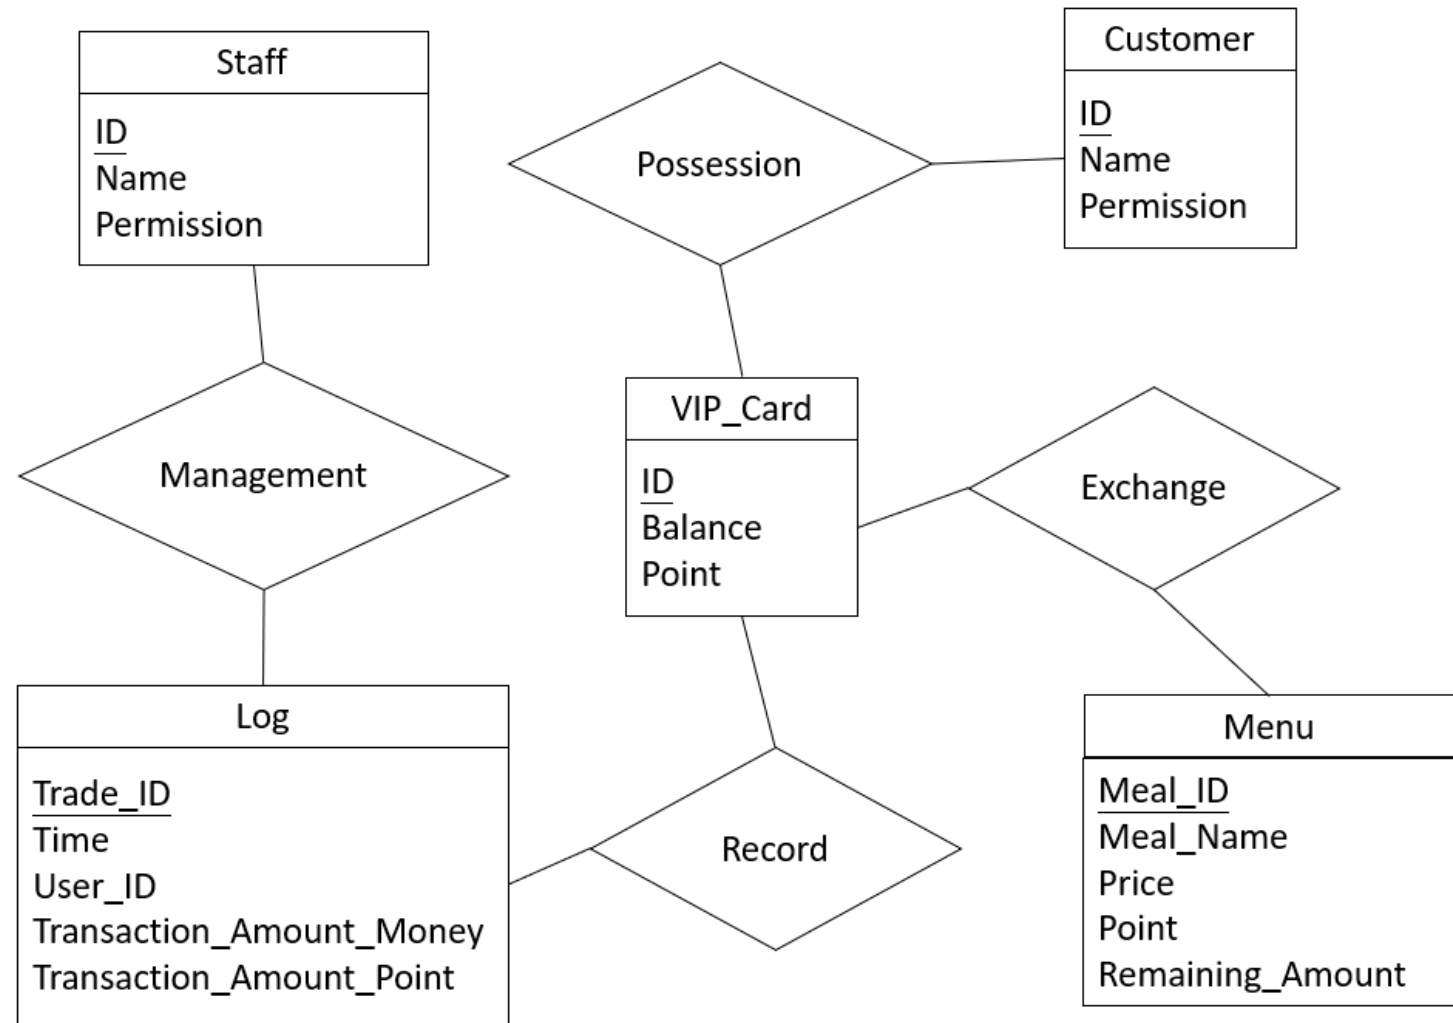 Staff
ID
Name
Permission
Possession
Customer
ID
Name
Permission
Management
VIP_Card
ID
Balance
Point
Exchange
Log
Trade_ID
Time
User_ID
Transaction_Amount_Money
Transaction_Amount_Point
Record
Menu
Meal_ID
Meal_Name
Price
Point
Remaining_Amount